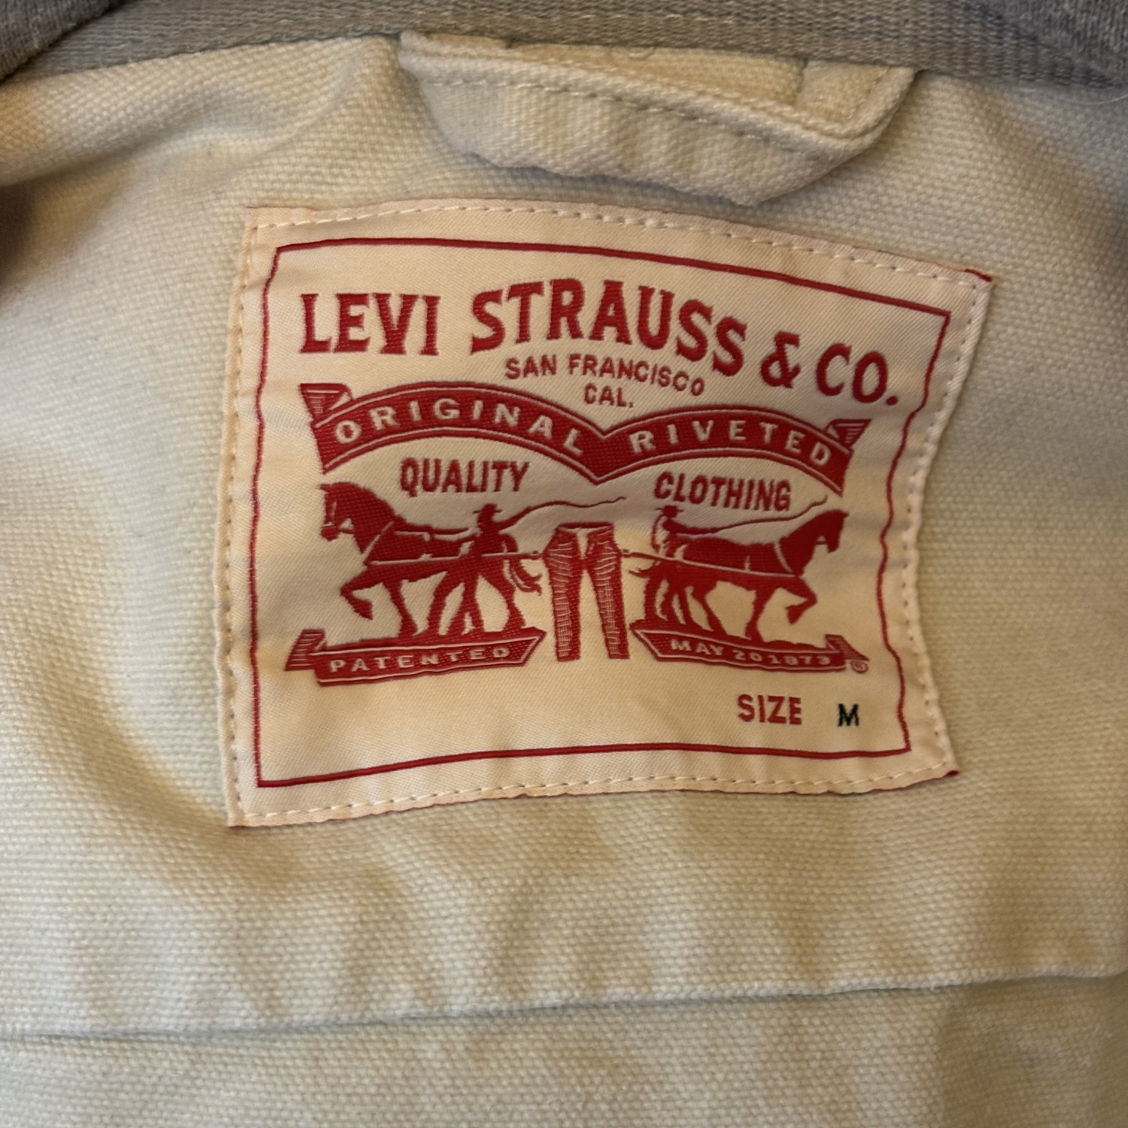 LEVI STRAUSS & CO.
SAN FRANCISCO
CAL.
ORIGINAL RIVETED
QUALITY CLOTHING
PATENTED MAY 20 1873 ®
SIZE M